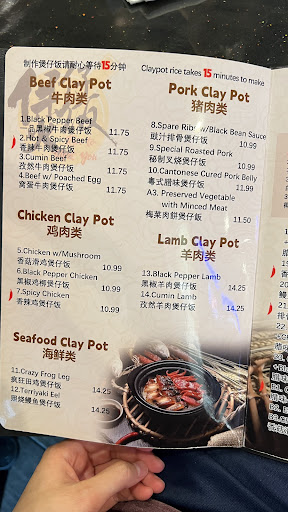 制作煲仔饭请耐心等待15分钟
Claypot rice takes 15 minutes to make
Beef Clay Pot
牛肉类
1.Black Pepper Beef
一品黑椒牛肉煲仔饭 11.75
2.Hot & Spicy Beef
香辣牛肉煲仔饭 11.75
3.Cumin Beef
孜然牛肉煲仔饭 11.75
4.Beef w/ Poached Egg
窝蛋牛肉煲仔饭 11.75
Chicken Clay Pot
鸡肉类
5.Chicken w/Mushroom
香菇滑鸡煲仔饭 10.99
6.Black Pepper Chicken
黑椒鸡柳煲仔饭 10.99
7.Spicy Chicken
香辣鸡煲仔饭 10.99
Seafood Clay Pot
海鲜类
11.Crazy Frog Leg
疯狂田鸡煲仔饭 14.25
12.Terriyaki Eel
照烧鳗鱼煲仔饭 14.25
Pork Clay Pot
猪肉类
8.Spare Ribs w/Black Bean Sauce
豉汁排骨煲仔饭 10.99
9.Special Roasted Pork
秘制叉烧煲仔饭 10.99
10.Cantonese Cured Pork Belly
粤式腊味煲仔饭 10.99
A3. Preserved Vegetable
with Minced Meat
梅菜肉餅煲仔飯 11.50
Lamb Clay Pot
羊肉类
13.Black Pepper Lamb
黑椒羊肉煲仔饭 14.25
14.Cumin Lamb
孜然羊肉煲仔饭 14.25